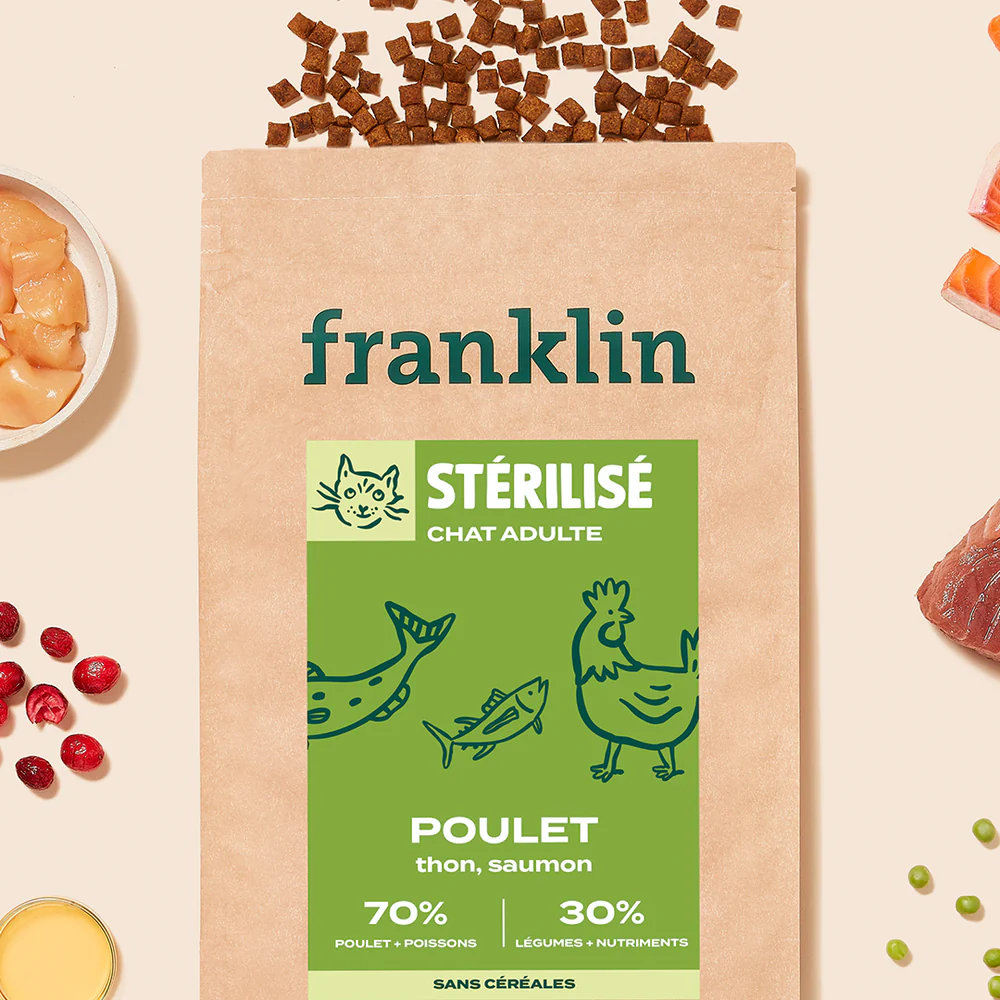 franklin
STÉRILISÉ
CHAT ADULTE
POULET
thon, saumon
70%
POULET + POISSONS
30%
LÉGUMES + NUTRIMENTS
SANS CÉRÉALES